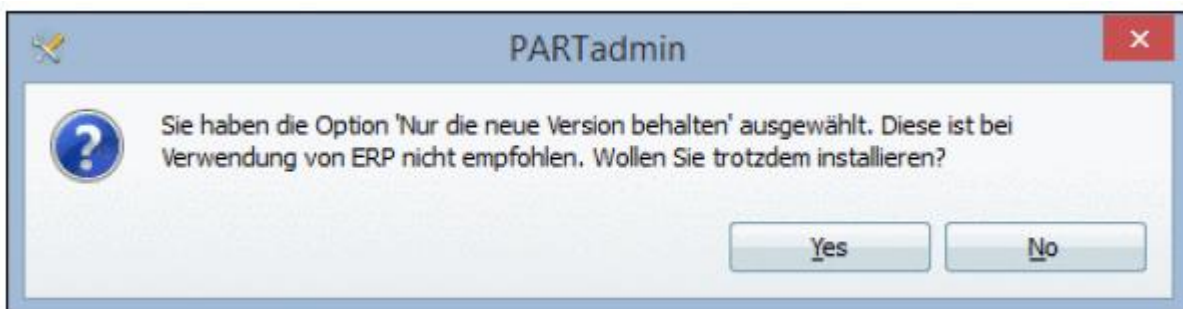 PARTadmin
Sie haben die Option 'Nur die neue Version behalten' ausgewählt. Diese ist bei
Verwendung von ERP nicht empfohlen. Wollen Sie trotzdem installieren?
Yes No